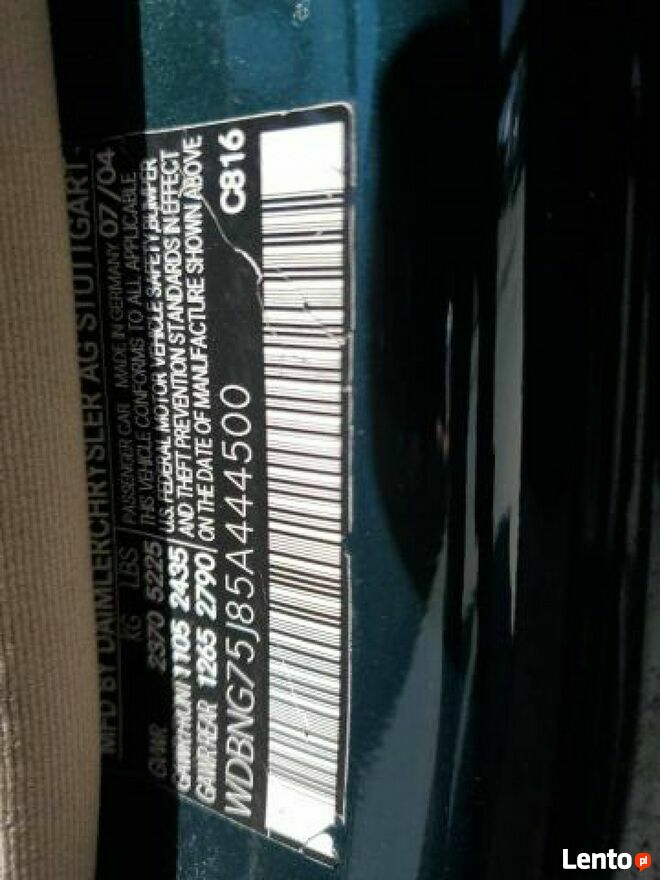 MFD BY DAIMLERCHRYSLER AG STUTTGART
PASSENGER CAR MADE IN GERMANY 07/04
KG LBS
THIS VEHICLE CONFORMS TO ALL APPLICABLE
GVWR 2370 5225
U.S. FEDERAL MOTOR VEHICLE SAFETY, BUMPER
GAWR FRONT 1105 2435
AND THEFT PREVENTION STANDARDS IN EFFECT
GAWR REAR 1265 2790
ON THE DATE OF MANUFACTURE SHOWN ABOVE
WDBNG75J85A444500
C816
Lento.pl